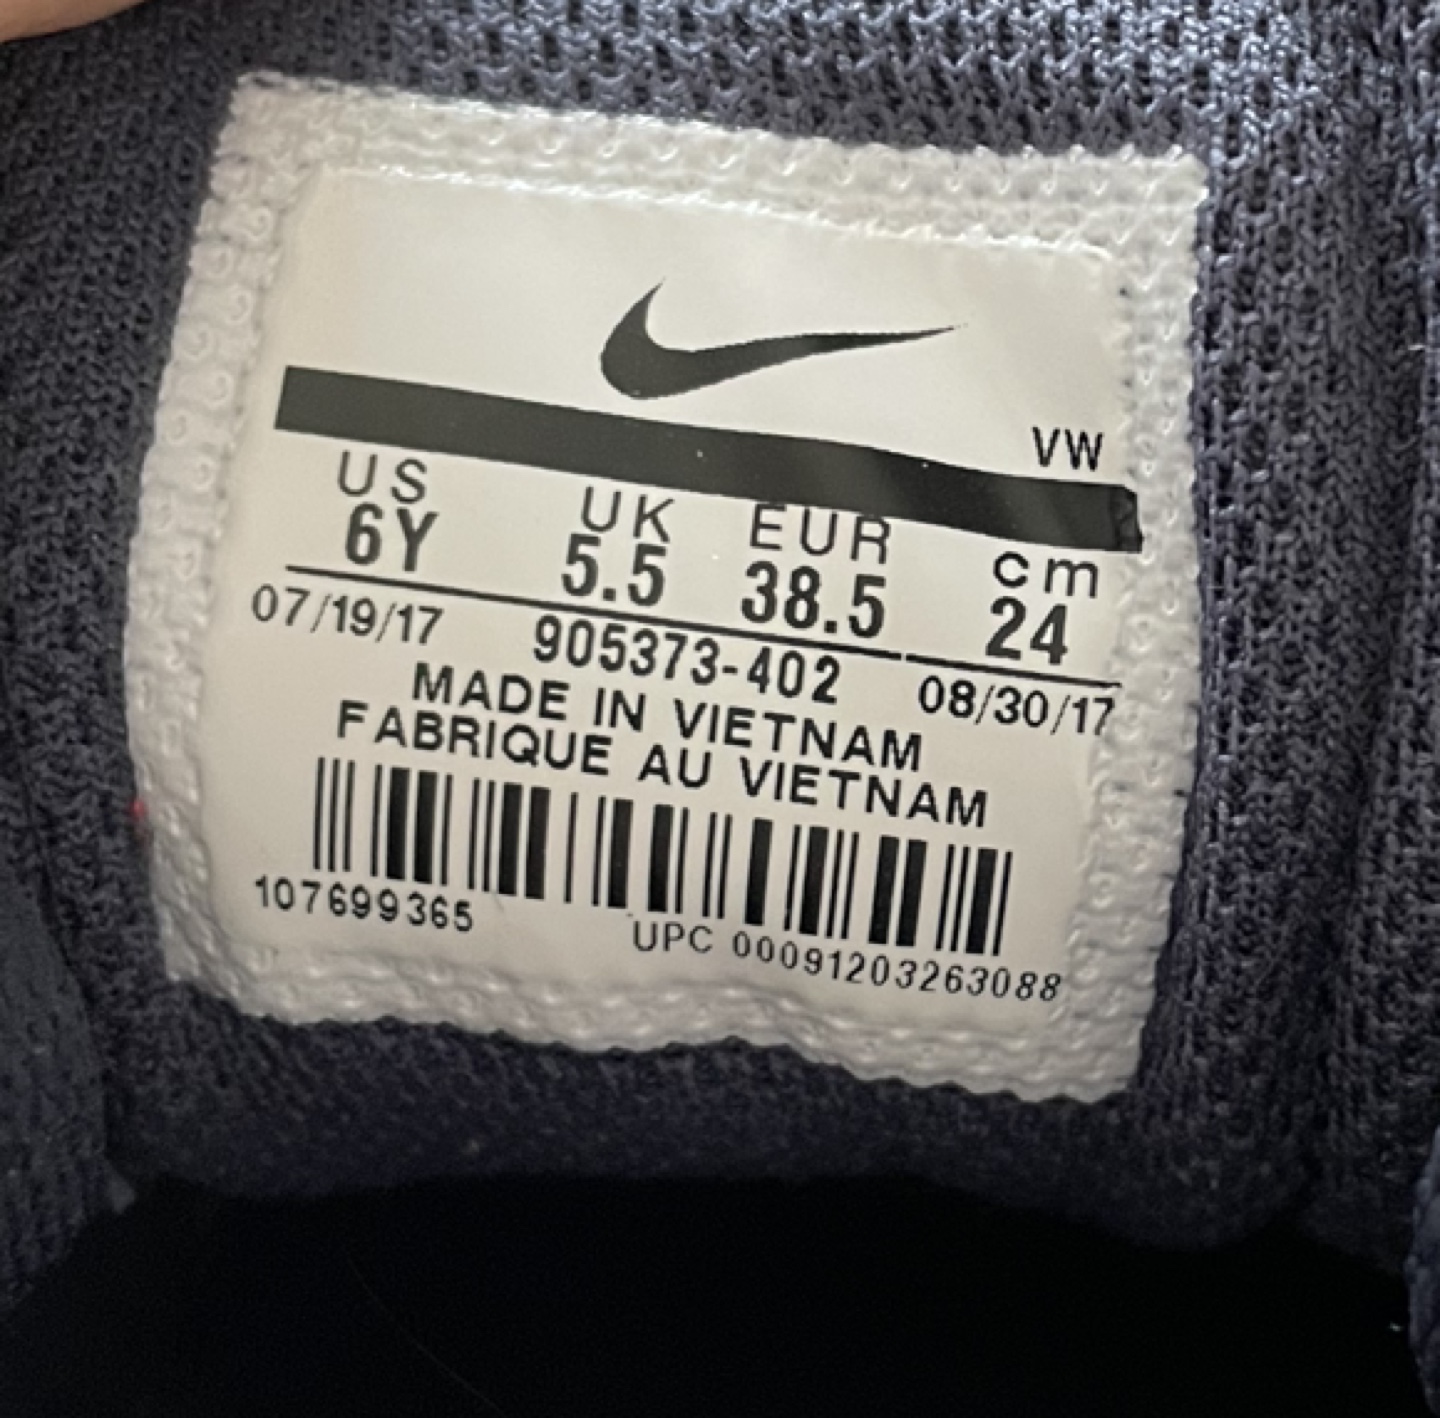 VW
US UK EUR cm
6Y 5.5 38.5 24
07/19/17 905373-402 08/30/17
MADE IN VIETNAM
FABRIQUE AU VIETNAM
107699365 UPC 00091203263088